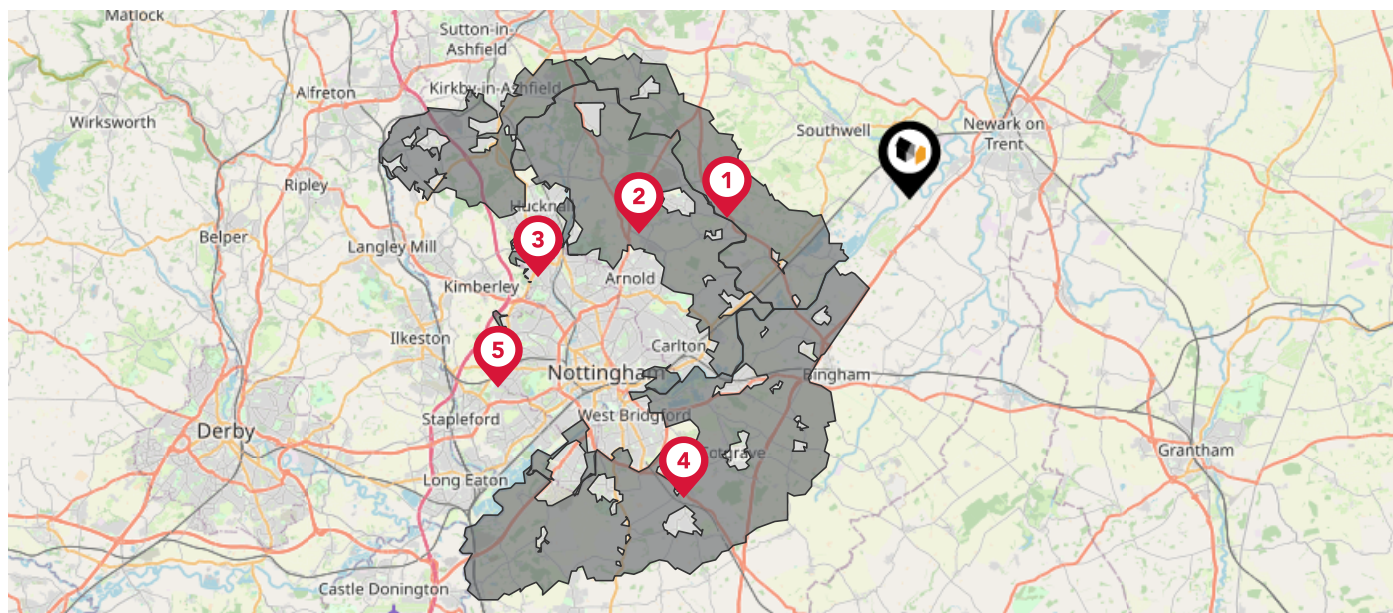 Matlock
Sutton-in-
Ashfield
Kirkby-in-Ashfield
Alfreton
Wirksworth
Southwell
Newark on
Trent
1
2
Ripley
Hucknall
3
Belper
Langley Mill
Arnold
Kimberley
5
Ilkeston
Carlton
Nottingham
Bingham
Stapleford
West Bridgford
Derby
4
Cotgrave
Grantham
Long Eaton
Castle Donington